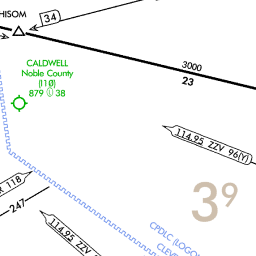 HISOM
34
3000
23
CALDWELL
Noble County
(I10)
879 Ⓛ 38
114.95 ZZV 96(Y)
39
118
247
114.95 ZZV
CPDLC (LOGON
CLEVE